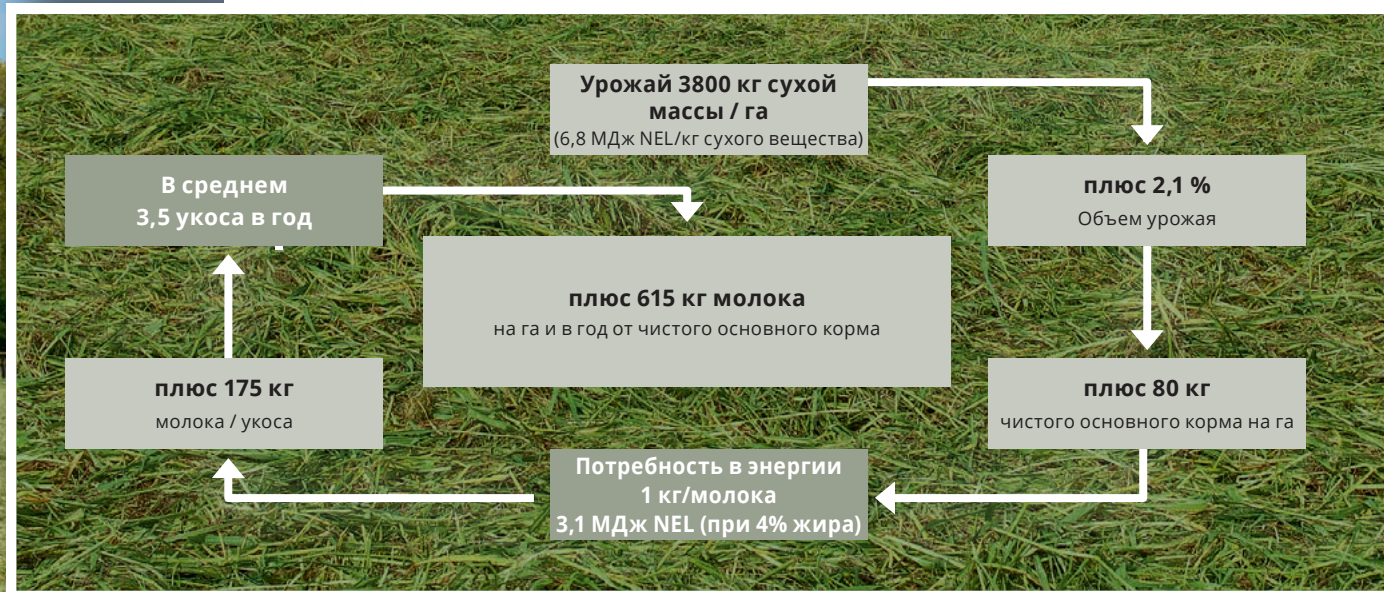 Урожай 3800 кг сухой
массы / га
(6,8 МДж NEL/кг сухого вещества)
плюс 2,1 %
Объем урожая
плюс 80 кг
чистого основного корма на га
Потребность в энергии
1 кг/молока
3,1 МДж NEL (при 4% жира)
плюс 175 кг
молока / укоса
В среднем
3,5 укоса в год
плюс 615 кг молока
на га и в год от чистого основного корма